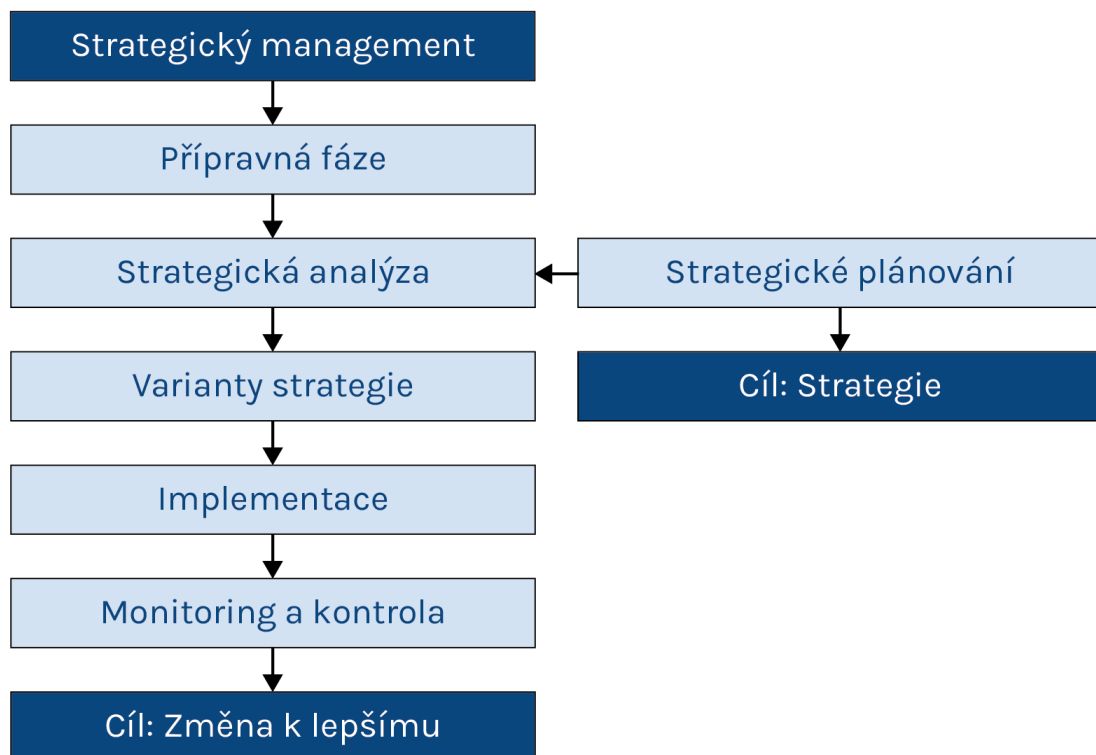 Strategický management
Přípravná fáze
Strategická analýza
Strategické plánování
Varianty strategie
Cíl: Strategie
Implementace
Monitoring a kontrola
Cíl: Změna k lepšímu